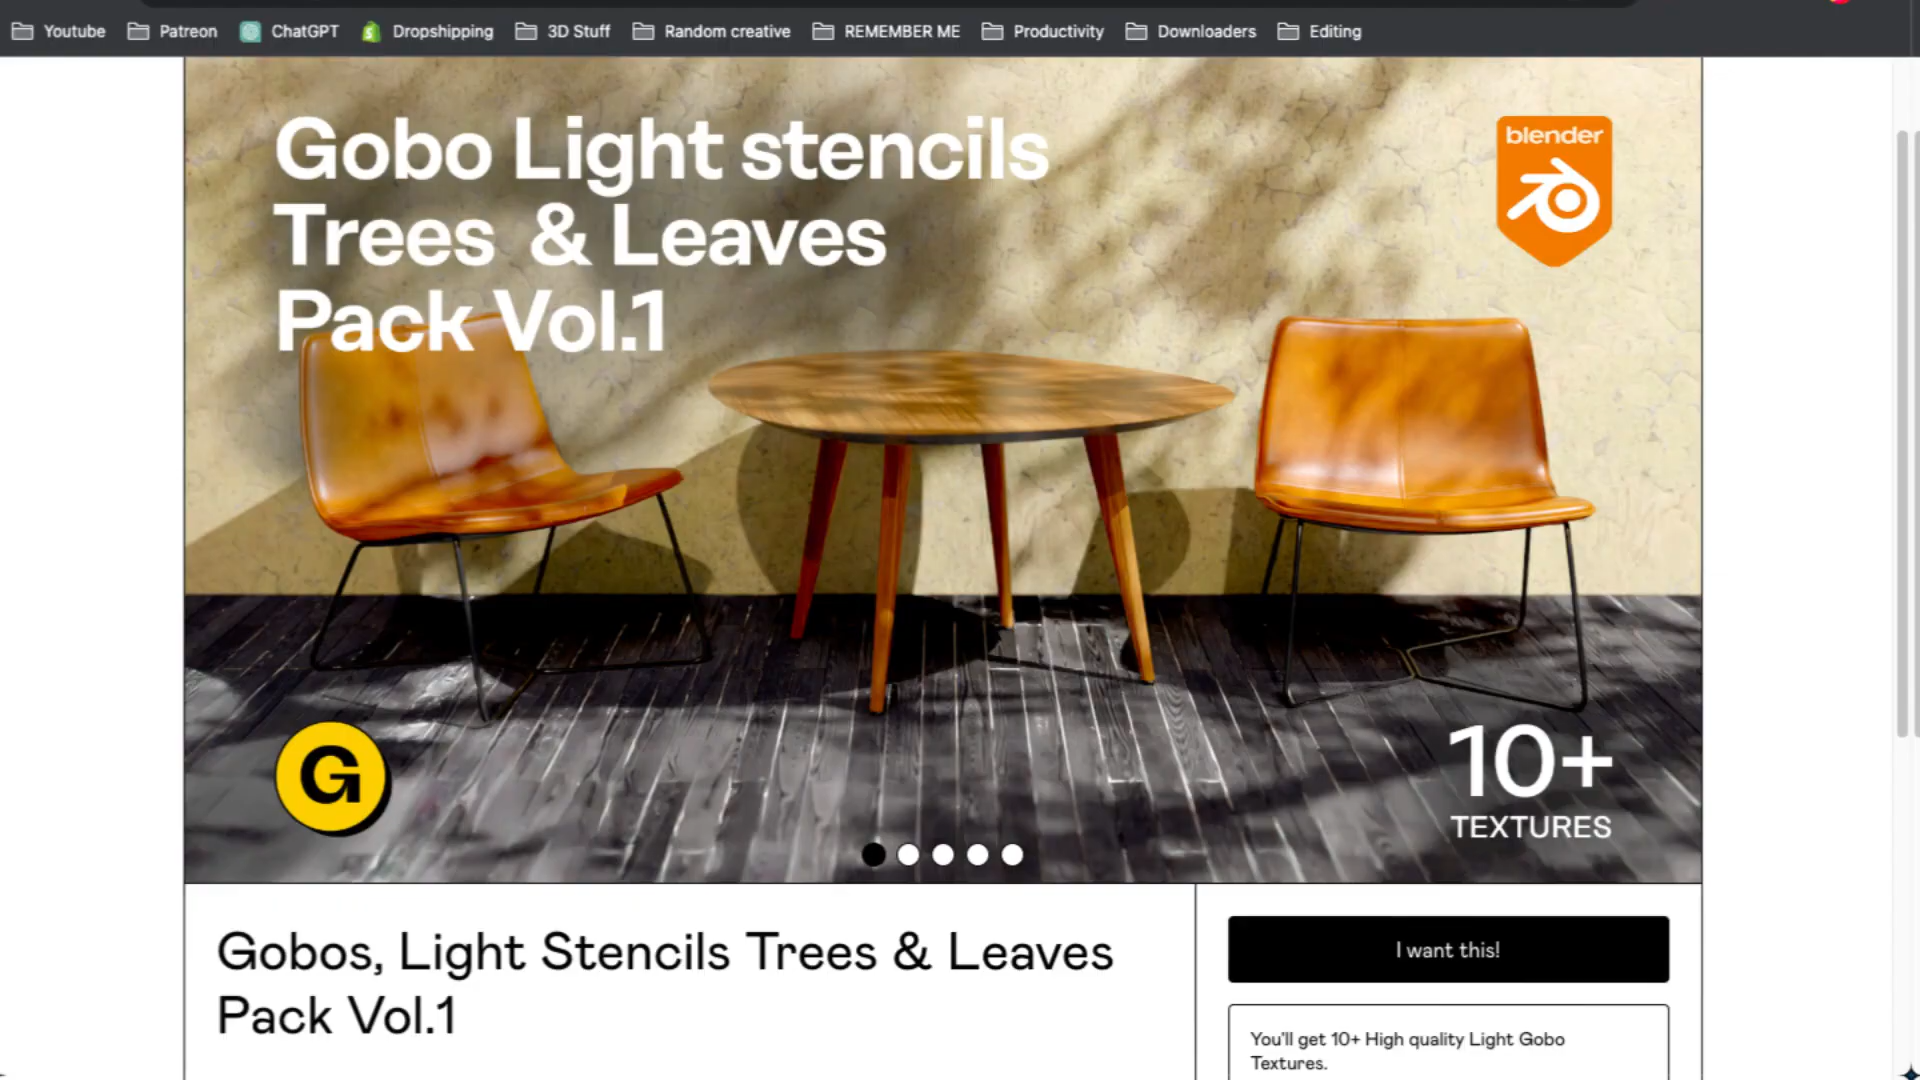 Youtube
Patreon
ChatGPT
Dropshipping
3D Stuff
Random creative
REMEMBER ME
Productivity
Downloaders
Editing
Gobo Light stencils
Trees & Leaves
Pack Vol.1
blender
G
10+
TEXTURES
Gobos, Light Stencils Trees & Leaves
Pack Vol.1
I want this!
You'll get 10+ High quality Light Gobo
Textures.